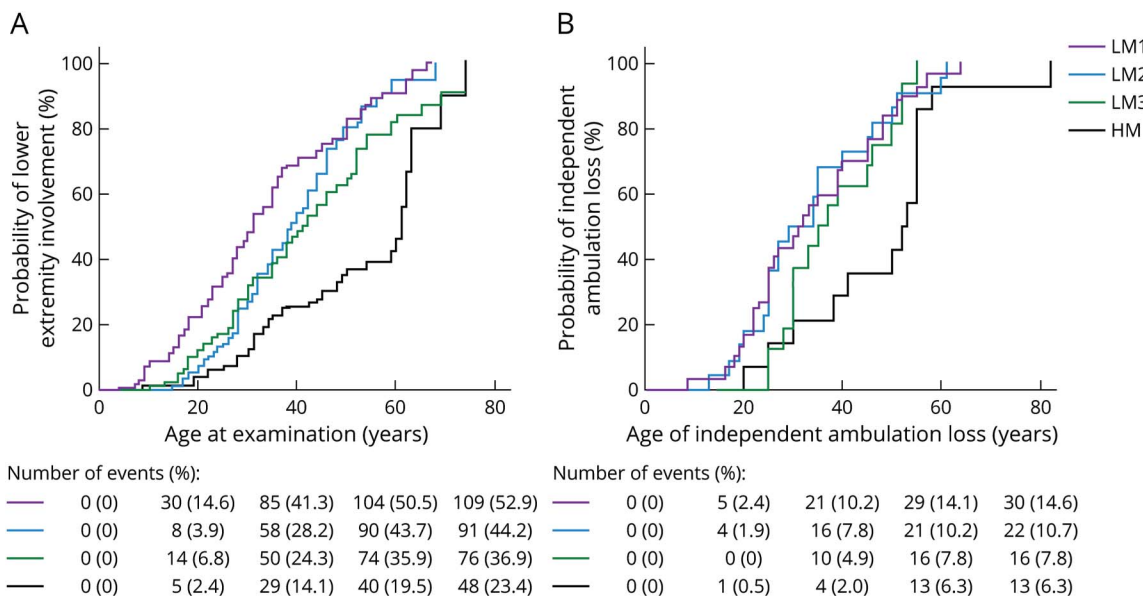 A
Probability of lower
extremity involvement (%)
100
80
60
40
20
0
0 20 40 60 80
Age at examination (years)
Number of events (%):
0 (0) 30 (14.6) 85 (41.3) 104 (50.5) 109 (52.9)
0 (0) 8 (3.9) 58 (28.2) 90 (43.7) 91 (44.2)
0 (0) 14 (6.8) 50 (24.3) 74 (35.9) 76 (36.9)
0 (0) 5 (2.4) 29 (14.1) 40 (19.5) 48 (23.4)
B
Probability of independent
ambulation loss (%)
100
80
60
40
20
0
0 20 40 60 80
Age of independent ambulation loss (years)
LM1
LM2
LM3
HM
Number of events (%):
0 (0) 5 (2.4) 21 (10.2) 29 (14.1) 30 (14.6)
0 (0) 4 (1.9) 16 (7.8) 21 (10.2) 22 (10.7)
0 (0) 0 (0) 10 (4.9) 16 (7.8) 16 (7.8)
0 (0) 1 (0.5) 4 (2.0) 13 (6.3) 13 (6.3)